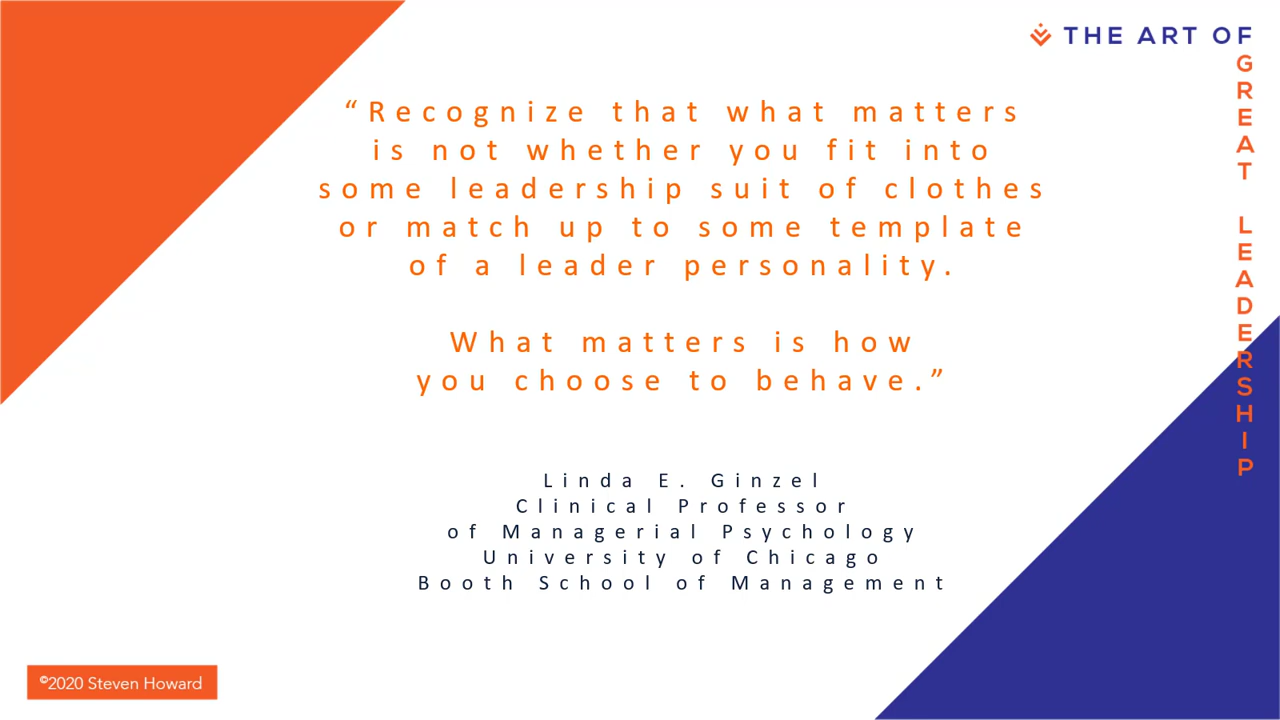 THE ART OF
GREAT LEADERSHIP
“Recognize that what matters
is not whether you fit into
some leadership suit of clothes
or match up to some template
of a leader personality.
What matters is how
you choose to behave.”
Linda E. Ginzel
Clinical Professor
of Managerial Psychology
University of Chicago
Booth School of Management
©2020 Steven Howard